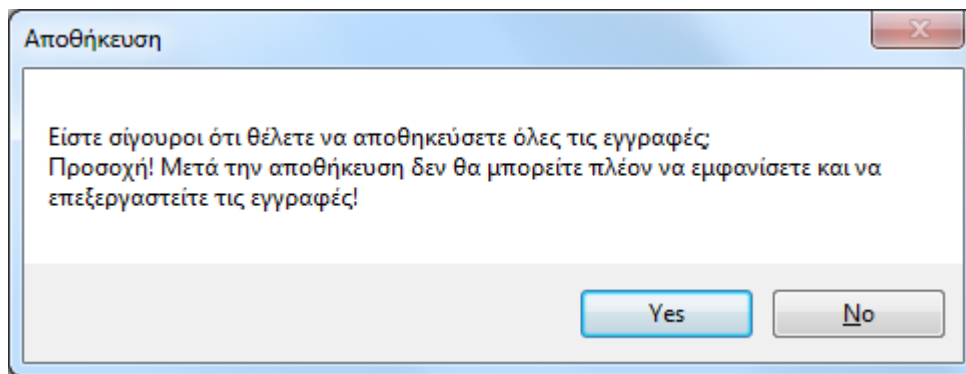 Αποθήκευση
Είστε σίγουροι ότι θέλετε να αποθηκεύσετε όλες τις εγγραφές;
Προσοχή! Μετά την αποθήκευση δεν θα μπορείτε πλέον να εμφανίσετε και να
επεξεργαστείτε τις εγγραφές!
Yes No